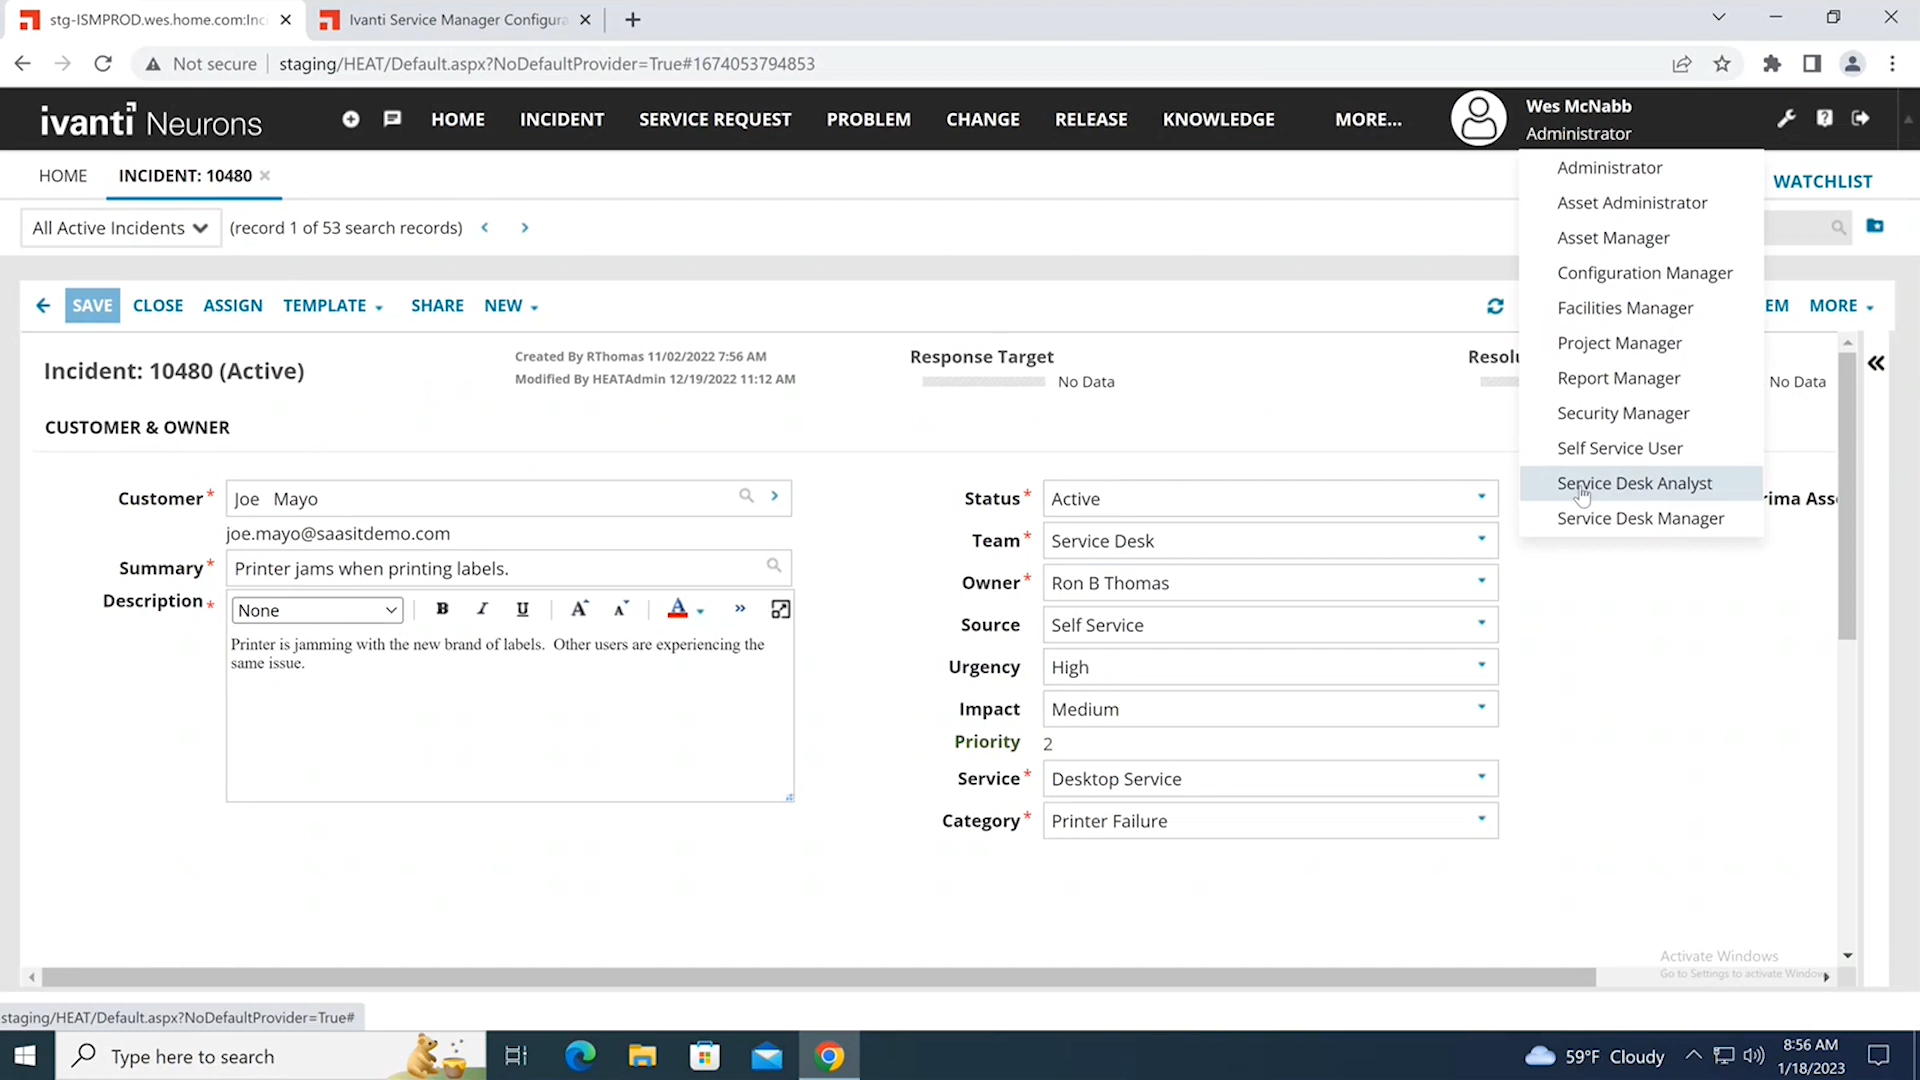 stg-ISMPROD.wes.home.com:Inc
Ivanti Service Manager Configura
Not secure
staging/HEAT/Default.aspx?NoDefaultProvider=True#1674053794853
ivanti Neurons
HOME
INCIDENT
SERVICE REQUEST
PROBLEM
CHANGE
RELEASE
KNOWLEDGE
MORE...
Wes McNabb
Administrator
HOME
INCIDENT: 10480
WATCHLIST
All Active Incidents
(record 1 of 53 search records)
Administrator
Asset Administrator
Asset Manager
Configuration Manager
Facilities Manager
Project Manager
Report Manager
Security Manager
Self Service User
Service Desk Analyst
Service Desk Manager
SAVE
CLOSE
ASSIGN
TEMPLATE
SHARE
NEW
EM
MORE
Incident: 10480 (Active)
Created By RThomas 11/02/2022 7:56 AM
Modified By HEATAdmin 12/19/2022 11:12 AM
Response Target
No Data
Resolu
No Data
CUSTOMER & OWNER
Customer*
Joe Mayo
joe.mayo@saasitdemo.com
Summary*
Printer jams when printing labels.
Description*
None
B I U A A A »
Printer is jamming with the new brand of labels. Other users are experiencing the
same issue.
Status*
Active
rima Ass
Team*
Service Desk
Owner*
Ron B Thomas
Source
Self Service
Urgency
High
Impact
Medium
Priority
2
Service*
Desktop Service
Category*
Printer Failure
Activate Windows
Go to Settings to activate Windows
staging/HEAT/Default.aspx?NoDefaultProvider=True#
Type here to search
59°F Cloudy
8:56 AM
1/18/2023